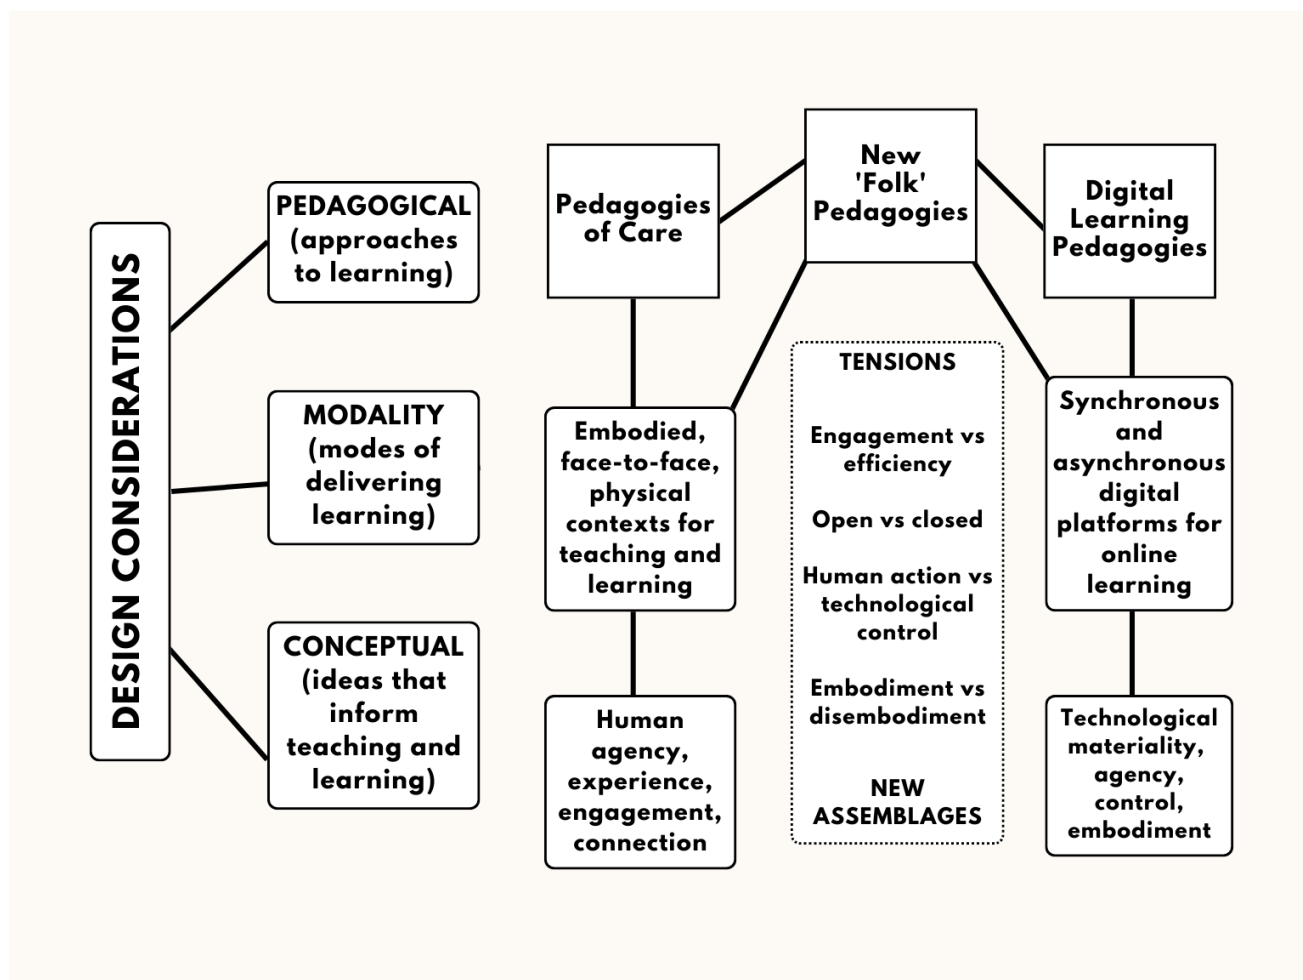 DESIGN CONSIDERATIONS
PEDAGOGICAL
(approaches
to learning)
MODALITY
(modes of
delivering
learning)
CONCEPTUAL
(ideas that
inform
teaching and
learning)
Pedagogies
of Care
Embodied,
face-to-face,
physical
contexts for
teaching and
learning
Human
agency,
experience,
engagement,
connection
New
'Folk'
Pedagogies
TENSIONS
Engagement vs
efficiency
Open vs closed
Human action vs
technological
control
Embodiment vs
disembodiment
NEW
ASSEMBLAGES
Digital
Learning
Pedagogies
Synchronous
and
asynchronous
digital
platforms for
online
learning
Technological
materiality,
agency,
control,
embodiment